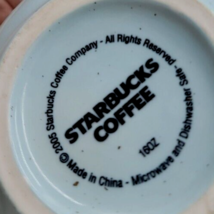 © 2005 Starbucks Coffee Company - All Rights Reserved - Safe
STARBUCKS
COFFEE
16OZ
Made in China - Microwave and Dishwasher